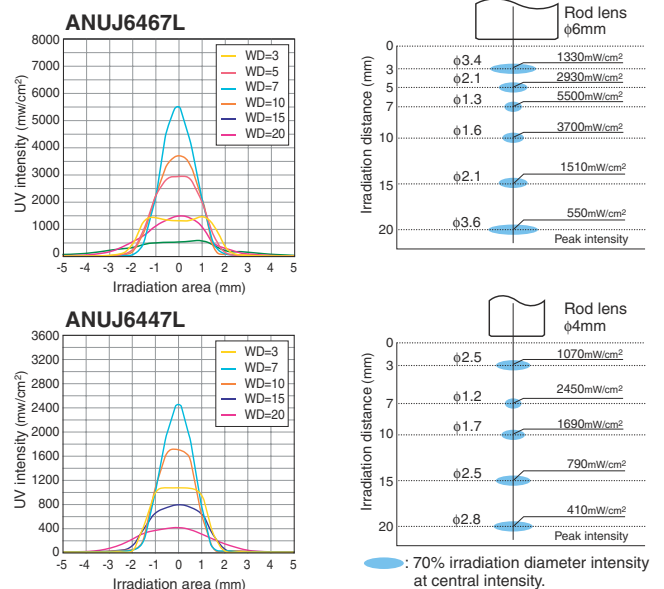 ANUJ6467L
UV intensity (mw/cm²)
8000
7000
6000
5000
4000
3000
2000
1000
0
WD=3
WD=5
WD=7
WD=10
WD=15
WD=20
-5 -4 -3 -2 -1 0 1 2 3 4 5
Irradiation area (mm)
Rod lens
φ6mm
Irradiation distance (mm)
0
3
5
7
10
15
20
φ3.4
φ2.1
φ1.3
φ1.6
φ2.1
φ3.6
1330mW/cm²
2930mW/cm²
5500mW/cm²
3700mW/cm²
1510mW/cm²
550mW/cm²
Peak intensity
ANUJ6447L
UV intensity (mw/cm²)
3600
3200
2800
2400
2000
1600
1200
800
400
0
WD=3
WD=7
WD=10
WD=15
WD=20
-5 -4 -3 -2 -1 0 1 2 3 4 5
Irradiation area (mm)
Rod lens
φ4mm
Irradiation distance (mm)
0
3
7
10
15
20
φ2.5
φ1.2
φ1.7
φ2.5
φ2.8
1070mW/cm²
2450mW/cm²
1690mW/cm²
790mW/cm²
410mW/cm²
Peak intensity
: 70% irradiation diameter intensity
at central intensity.